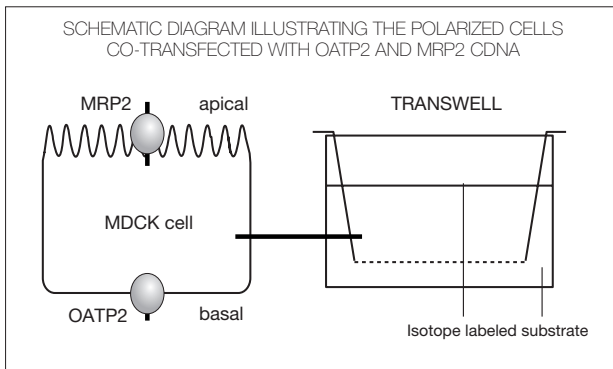 SCHEMATIC DIAGRAM ILLUSTRATING THE POLARIZED CELLS
CO-TRANSFECTED WITH OATP2 AND MRP2 CDNA
MRP2
apical
TRANSWELL
MDCK cell
OATP2
basal
Isotope labeled substrate